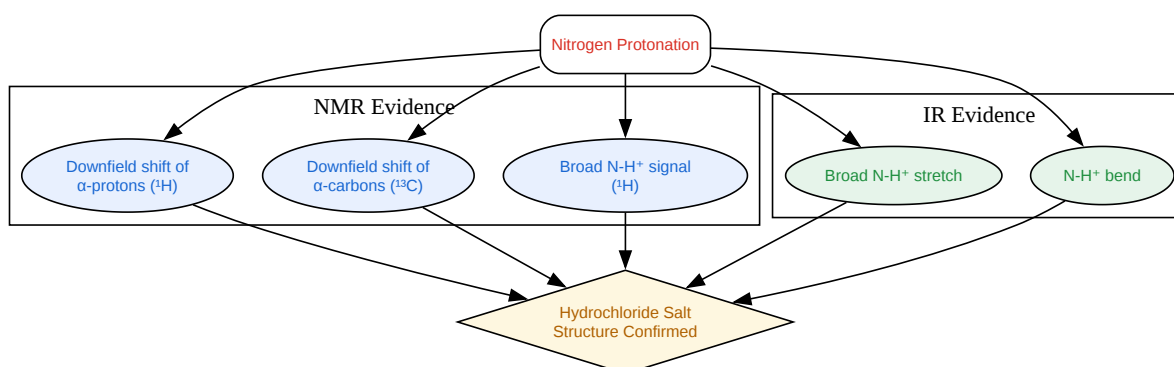 Nitrogen Protonation
NMR Evidence
IR Evidence
Downfield shift of
α-protons (¹H)
Downfield shift of
α-carbons (¹³C)
Broad N-H⁺ signal
(¹H)
Broad N-H⁺ stretch
N-H⁺ bend
Hydrochloride Salt
Structure Confirmed